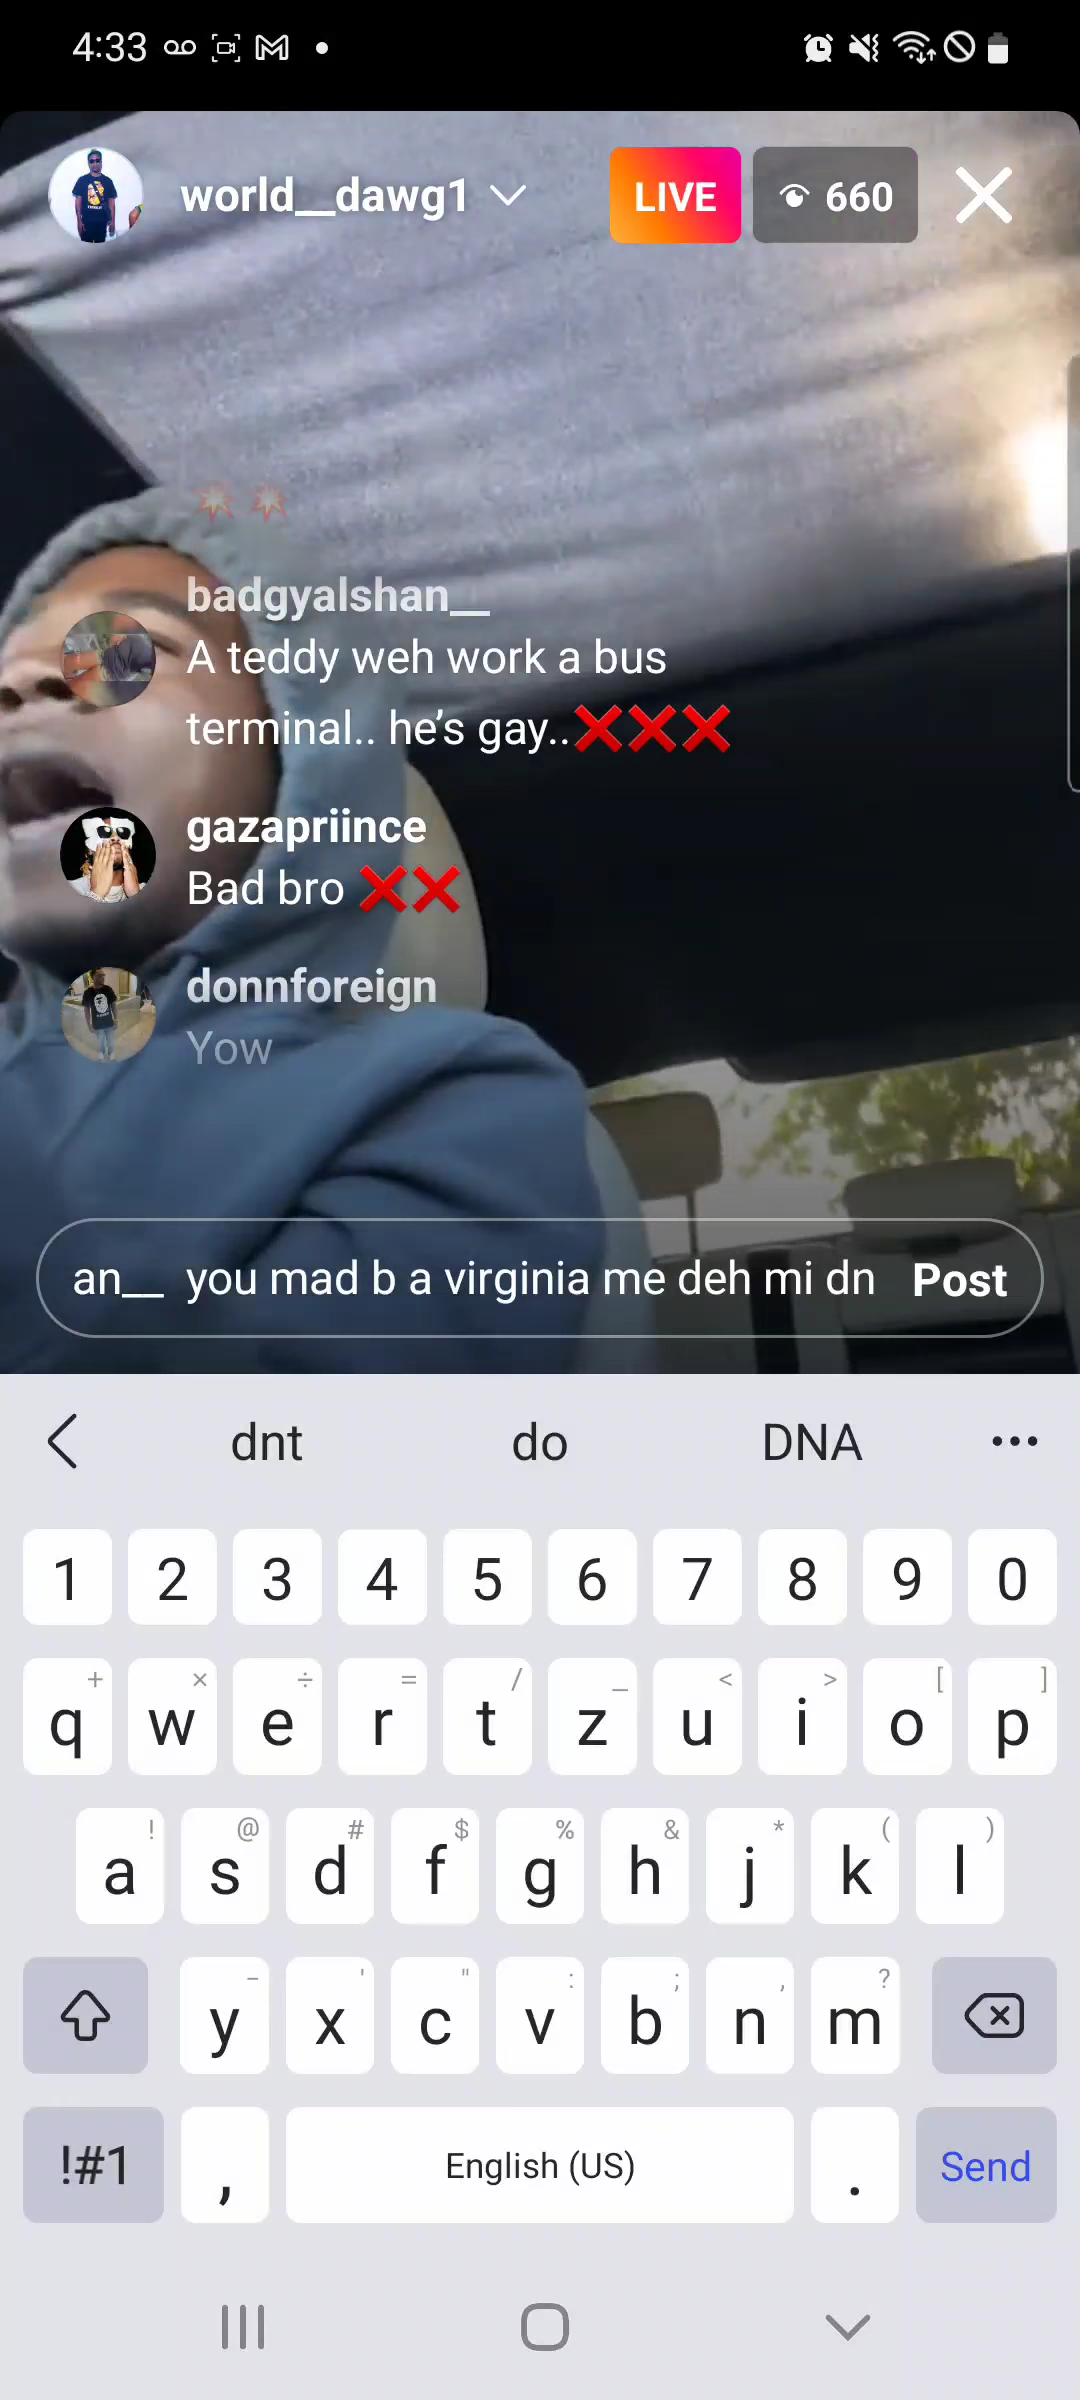 4:33
world__dawg1 LIVE 660
badgyalshan__
A teddy weh work a bus
terminal.. he’s gay..❌❌❌
gazapriince
Bad bro ❌❌
donnforeign
Yow
an__ you mad b a virginia me deh mi dn Post
dnt do DNA
1 2 3 4 5 6 7 8 9 0
+ × ÷ = / _ < > [ ]
q w e r t z u i o p
! @ # $ % & * ( )
a s d f g h j k l
- ' " : ; , ?
y x c v b n m
!#1 , English (US) . Send